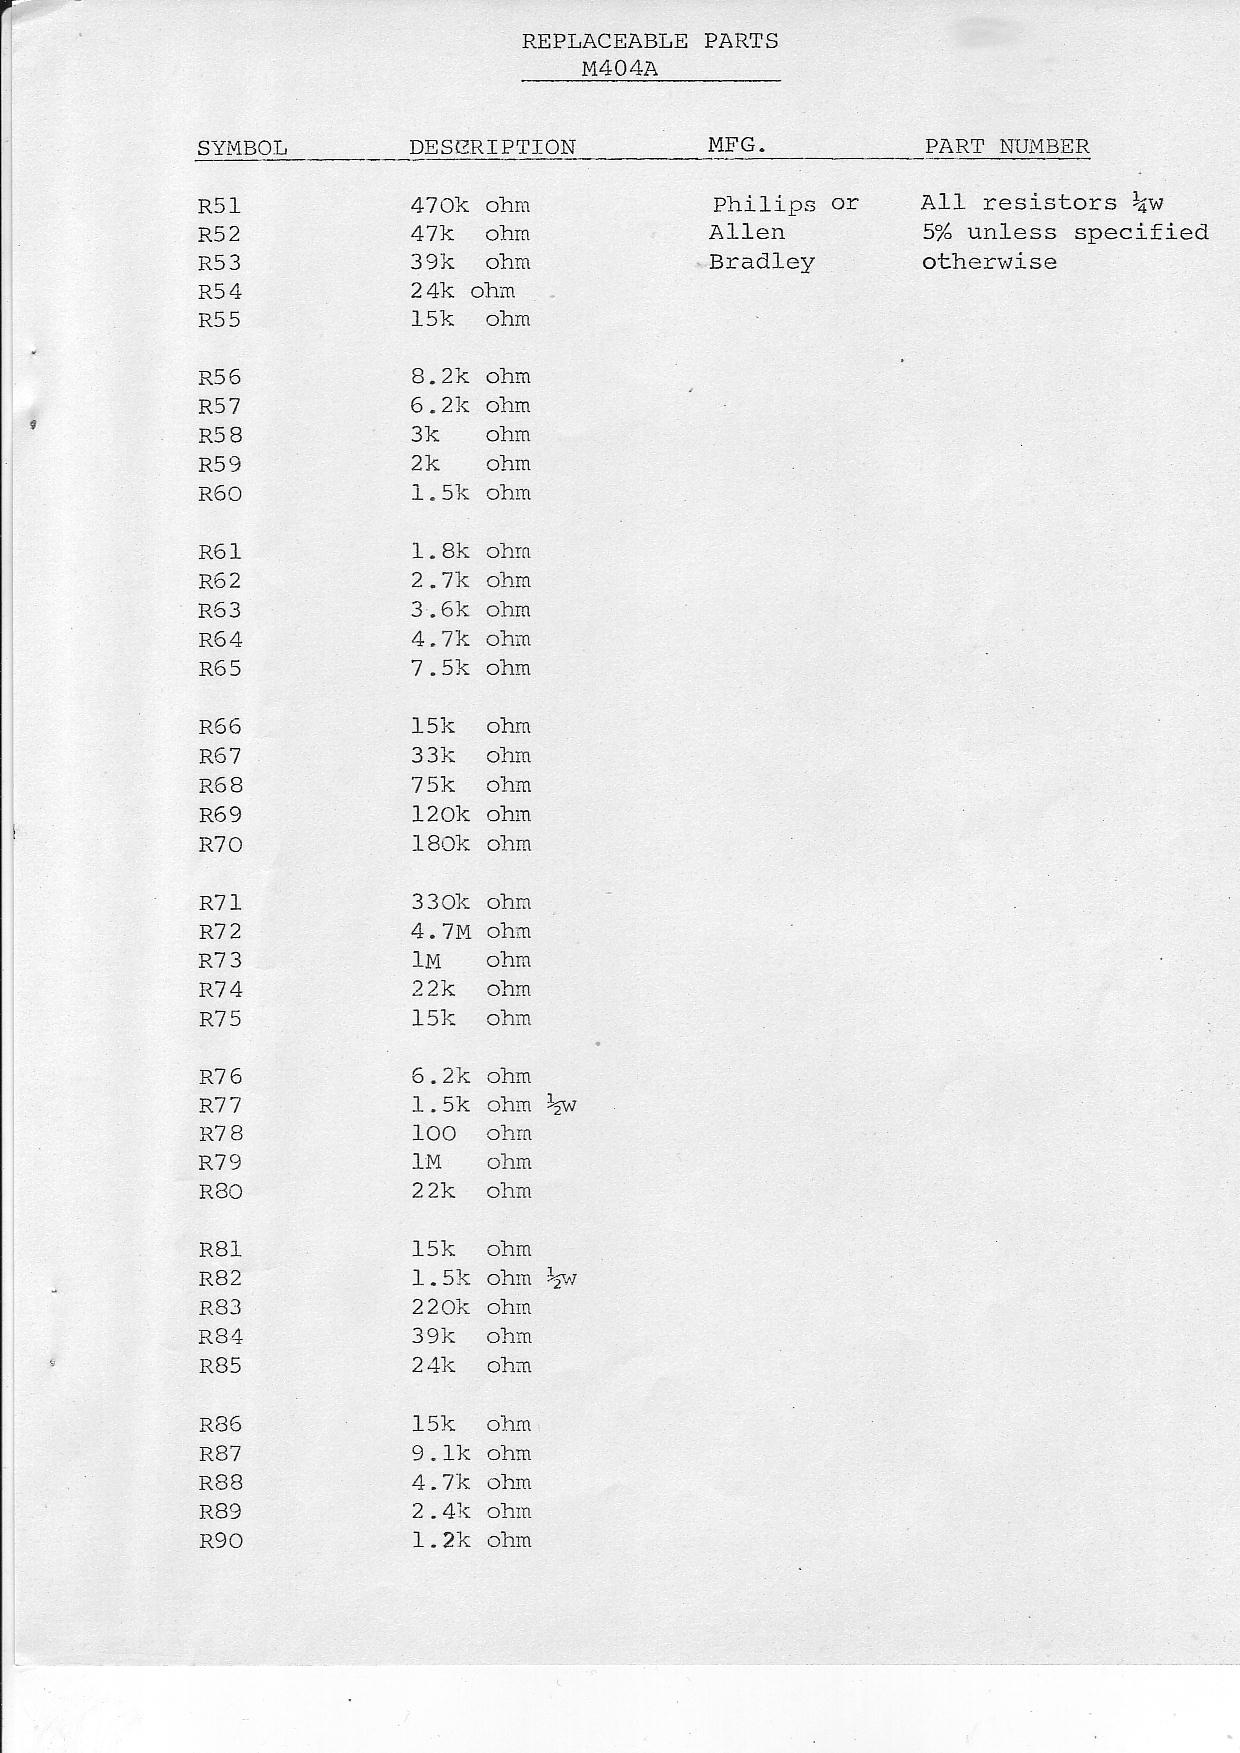 REPLACEABLE PARTS
M404A
SYMBOL DESCRIPTION MFG. PART NUMBER
R51 470k ohm Philips or All resistors ¼w
R52 47k ohm Allen 5% unless specified
R53 39k ohm Bradley otherwise
R54 24k ohm
R55 15k ohm
R56 8.2k ohm
R57 6.2k ohm
R58 3k ohm
R59 2k ohm
R60 1.5k ohm
R61 1.8k ohm
R62 2.7k ohm
R63 3.6k ohm
R64 4.7k ohm
R65 7.5k ohm
R66 15k ohm
R67 33k ohm
R68 75k ohm
R69 120k ohm
R70 180k ohm
R71 330k ohm
R72 4.7M ohm
R73 1M ohm
R74 22k ohm
R75 15k ohm
R76 6.2k ohm
R77 1.5k ohm ½w
R78 100 ohm
R79 1M ohm
R80 22k ohm
R81 15k ohm
R82 1.5k ohm ½w
R83 220k ohm
R84 39k ohm
R85 24k ohm
R86 15k ohm
R87 9.1k ohm
R88 4.7k ohm
R89 2.4k ohm
R90 1.2k ohm